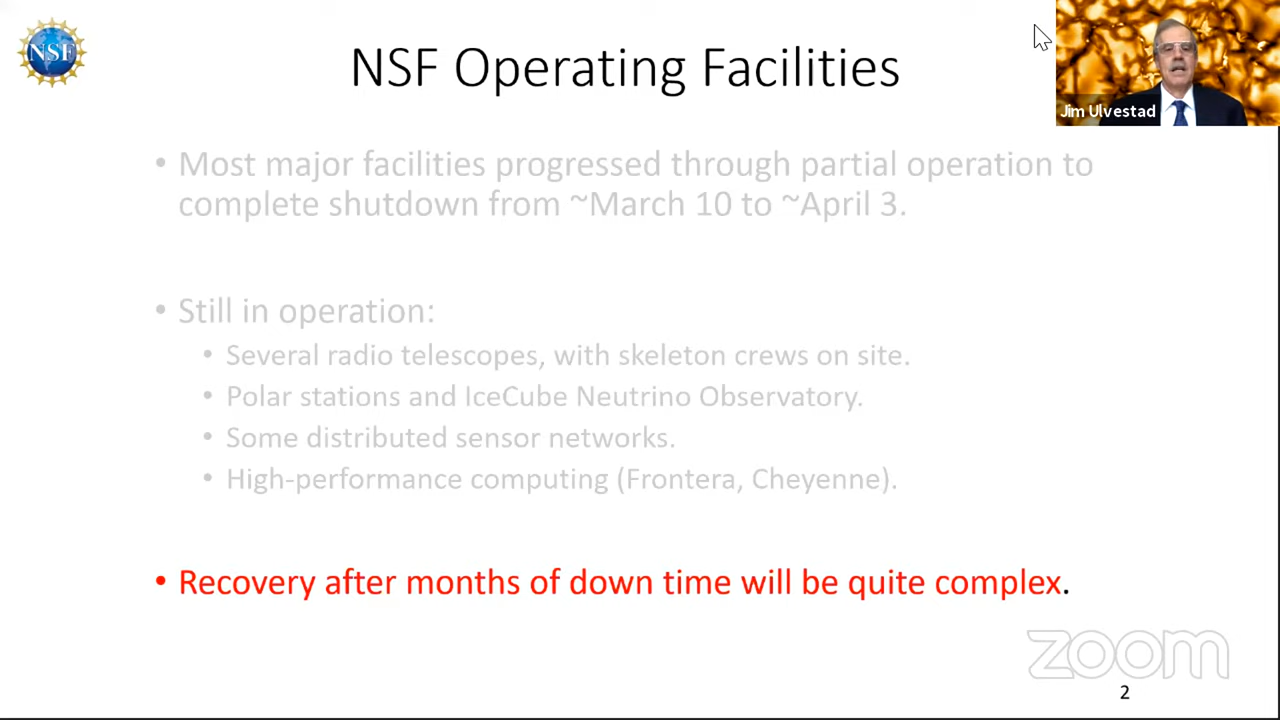 NSF
NSF Operating Facilities
Jim Ulvestad
• Most major facilities progressed through partial operation to
complete shutdown from ~March 10 to ~April 3.
• Still in operation:
• Several radio telescopes, with skeleton crews on site.
• Polar stations and IceCube Neutrino Observatory.
• Some distributed sensor networks.
• High-performance computing (Frontera, Cheyenne).
• Recovery after months of down time will be quite complex.
zoom
2